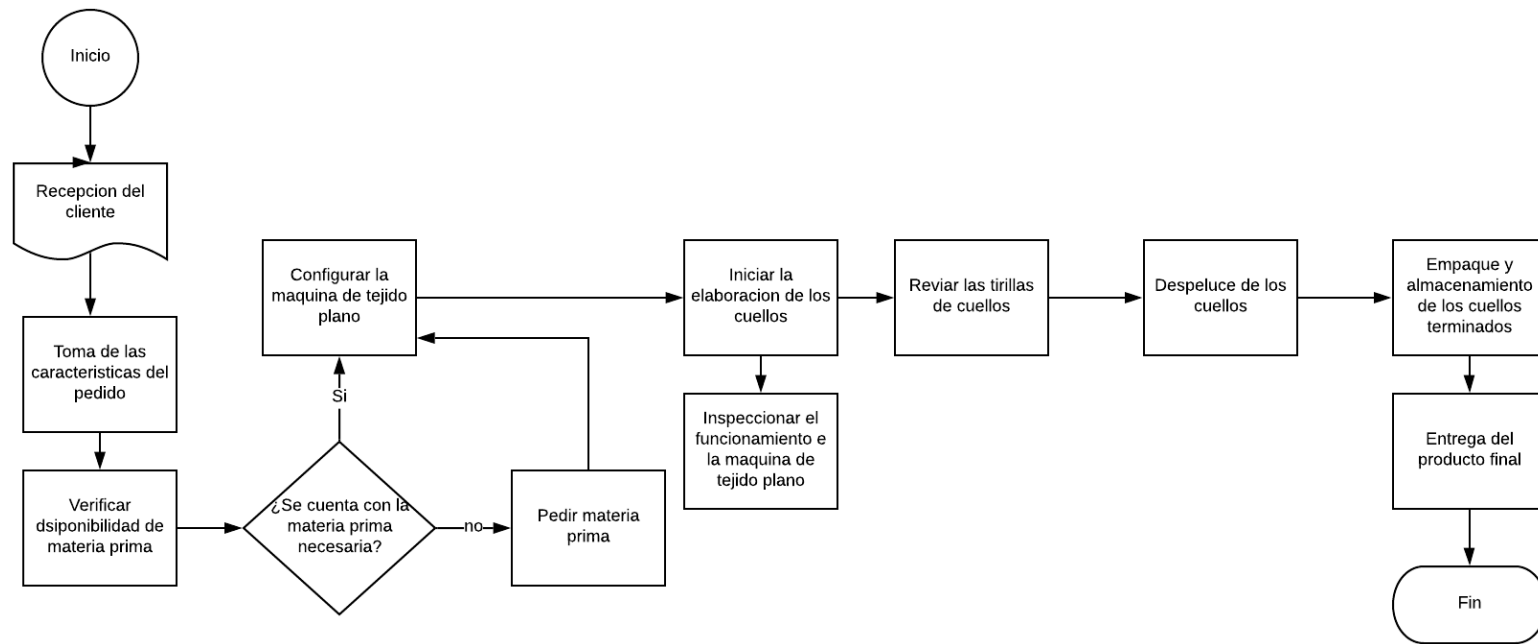 Inicio
Recepcion del
cliente
Toma de las
caracteristicas del
pedido
Verificar
dsiponibilidad de
materia prima
¿Se cuenta con la
materia prima
necesaria?
Si
no
Pedir materia
prima
Configurar la
maquina de tejido
plano
Iniciar la
elaboracion de los
cuellos
Inspeccionar el
funcionamiento e
la maquina de
tejido plano
Reviar las tirillas
de cuellos
Despeluce de los
cuellos
Empaque y
almacenamiento
de los cuellos
terminados
Entrega del
producto final
Fin